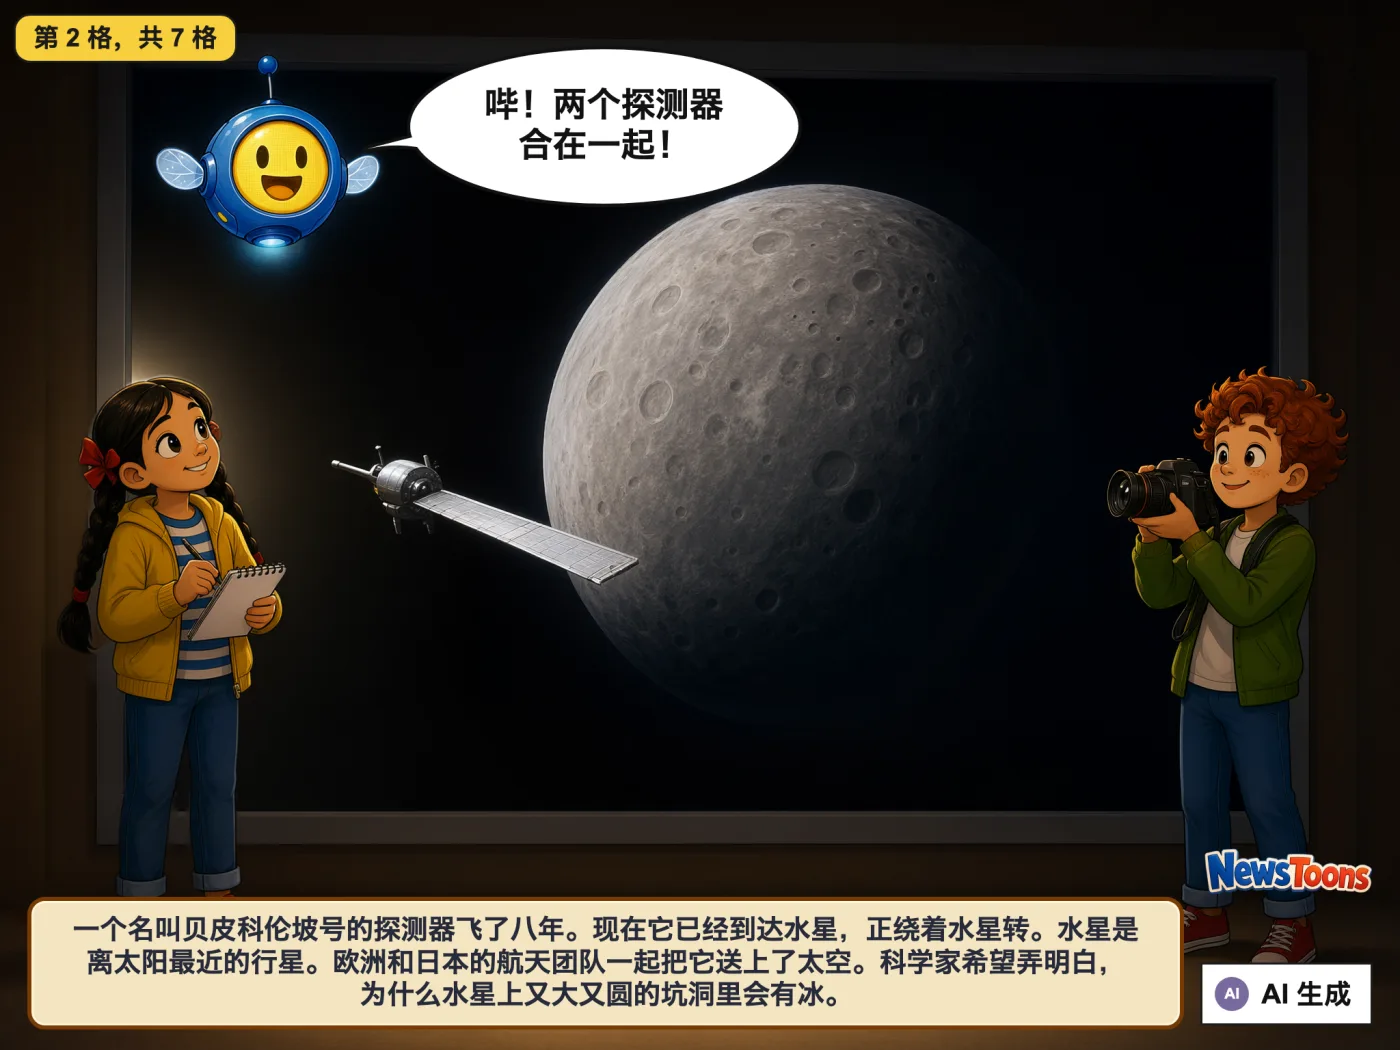 第 2 格，共 7 格
哔！两个探测器
合在一起！
一个名叫贝皮科伦坡号的探测器飞了八年。现在它已经到达水星，正绕着水星转。水星是
离太阳最近的行星。欧洲和日本的航天团队一起把它送上了太空。科学家希望弄明白，
为什么水星上又大又圆的坑洞里会有冰。
NewsToons
AI AI 生成